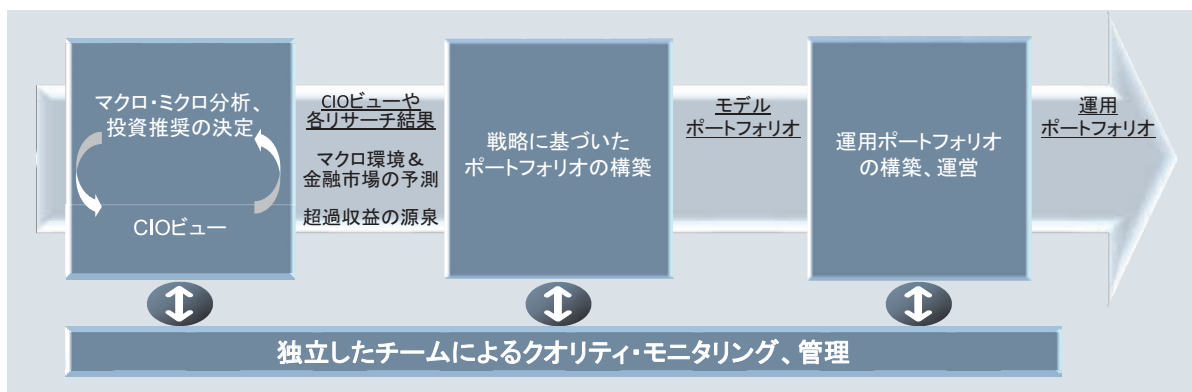 マクロ・ミクロ分析、
投資推奨の決定
CIOビュー
CIOビューや
各リサーチ結果
マクロ環境＆
金融市場の予測
超過収益の源泉
戦略に基づいた
ポートフォリオの構築
モデル
ポートフォリオ
運用ポートフォリオ
の構築、運営
運用
ポートフォリオ
独立したチームによるクオリティ・モニタリング、管理